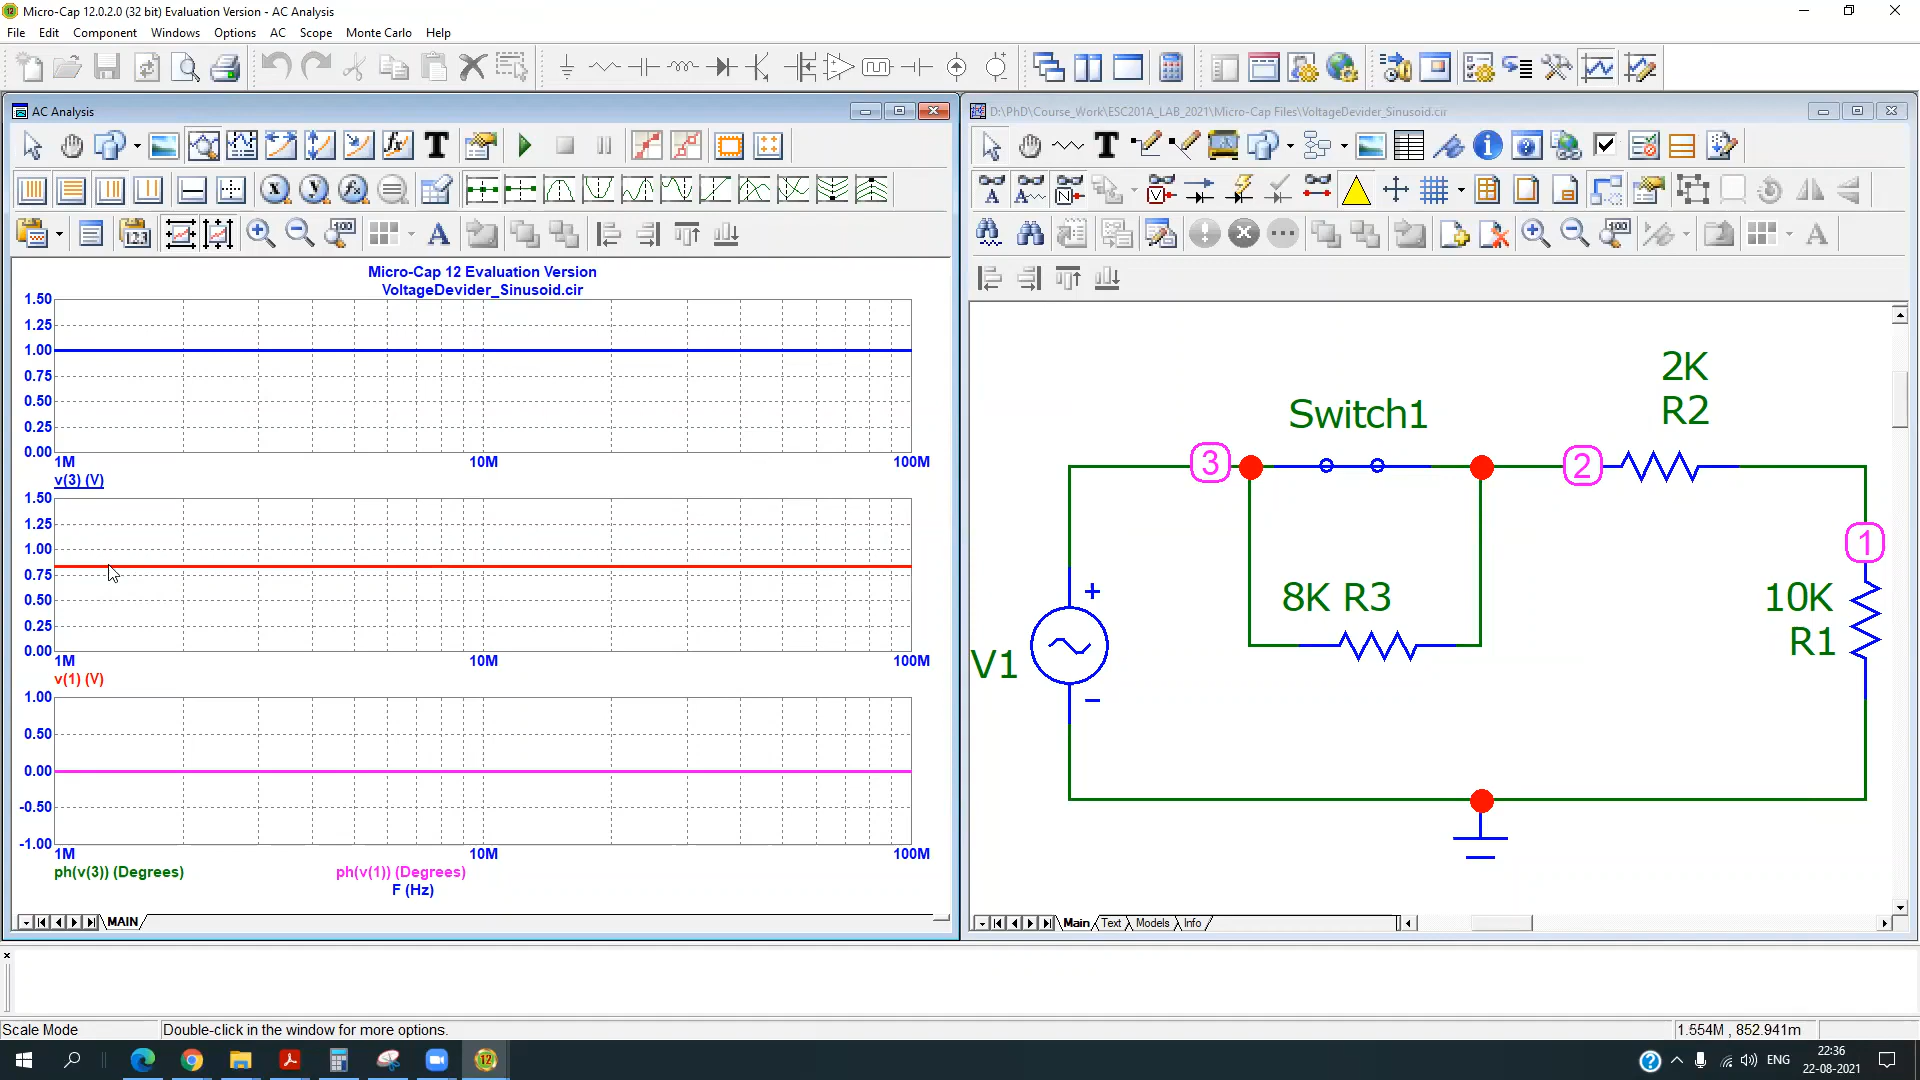 Micro-Cap 12.0.2.0 (32 bit) Evaluation Version - AC Analysis
File Edit Component Windows Options AC Scope Monte Carlo Help
AC Analysis
Micro-Cap 12 Evaluation Version
VoltageDevider_Sinusoid.cir
1.50
1.25
1.00
0.75
0.50
0.25
0.00
1M 10M 100M
v(3) (V)
1.50
1.25
1.00
0.75
0.50
0.25
0.00
1M 10M 100M
v(1) (V)
1.00
0.50
0.00
-0.50
-1.00
1M 10M 100M
ph(v(3)) (Degrees) ph(v(1)) (Degrees)
F (Hz)
MAIN
D:\PhD\Course_Work\ESC201A_LAB_2021\Micro-Cap Files\VoltageDevider_Sinusoid.cir
2K
R2
Switch1
3
2
1
8K R3
10K
R1
V1
+
−
Main Text Models Info
Scale Mode Double-click in the window for more options. 1.554M , 852.941m
ENG 22:36
22-08-2021